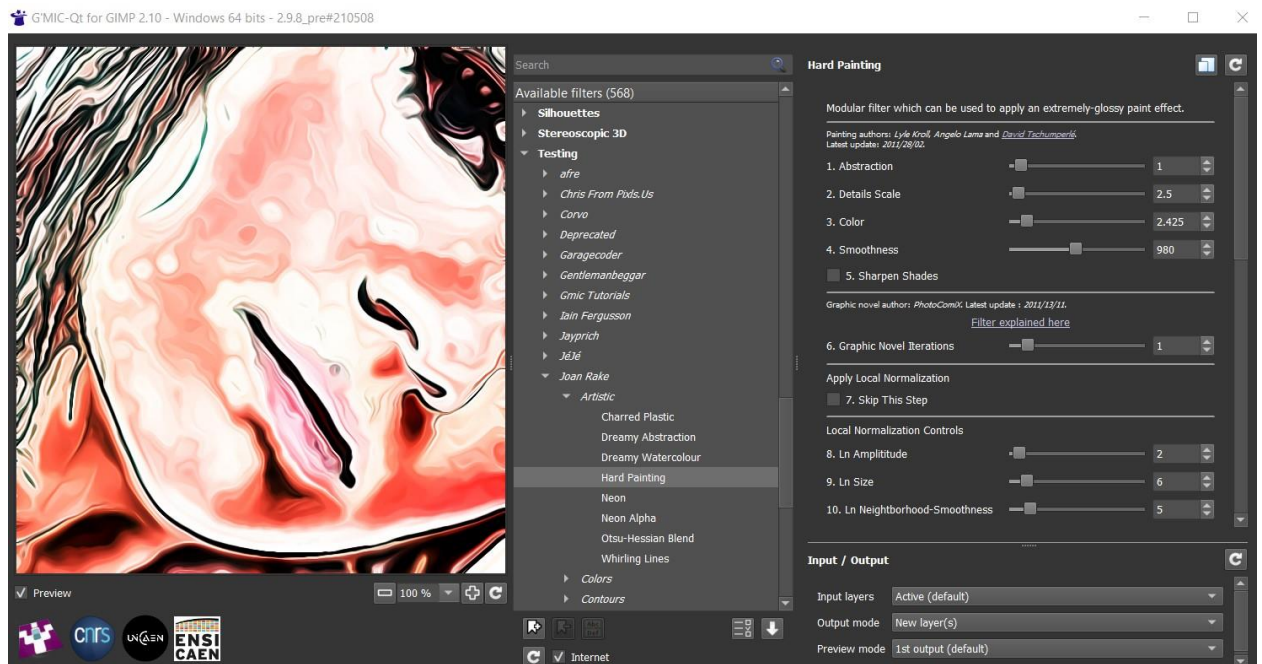 G'MIC-Qt for GIMP 2.10 - Windows 64 bits - 2.9.8_pre#210508
Search
Available filters (568)
Silhouettes
Stereoscopic 3D
Testing
afre
Chris From Pixls.Us
Corvo
Deprecated
Garagecoder
Gentlemanbeggar
Gmic Tutorials
Iain Fergusson
Jayprich
JéJé
Joan Rake
Artistic
Charred Plastic
Dreamy Abstraction
Dreamy Watercolour
Hard Painting
Neon
Neon Alpha
Otsu-Hessian Blend
Whirling Lines
Colors
Contours
Internet
Hard Painting
Modular filter which can be used to apply an extremely-glossy paint effect.
Painting authors: Lyle Kroll, Angelo Lama and David Tschumperlé.
Latest update: 2011/28/02.
1. Abstraction 1
2. Details Scale 2.5
3. Color 2.425
4. Smoothness 980
5. Sharpen Shades
Graphic novel author: PhotoComiX. Latest update : 2011/13/11.
Filter explained here
6. Graphic Novel Iterations 1
Apply Local Normalization
7. Skip This Step
Local Normalization Controls
8. Ln Amplititude 2
9. Ln Size 6
10. Ln Neightborhood-Smoothness 5
Input / Output
Input layers Active (default)
Output mode New layer(s)
Preview mode 1st output (default)
Preview
100 %
cnrs
UNICAEN
ENSI
CAEN